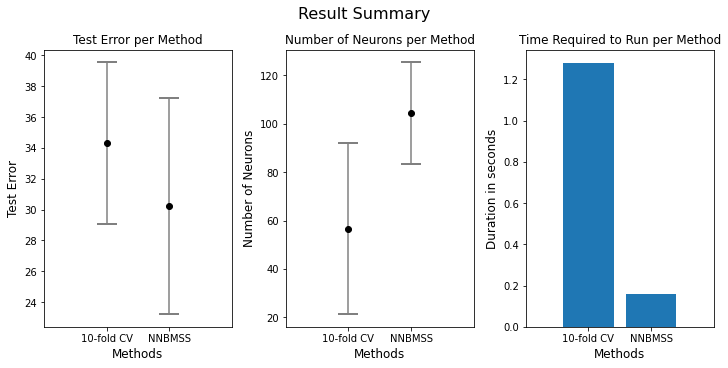 Result Summary
Test Error per Method
Test Error
40
38
36
34
32
30
28
26
24
10-fold CV NNBMSS
Methods
Number of Neurons per Method
Number of Neurons
120
100
80
60
40
20
10-fold CV NNBMSS
Methods
Time Required to Run per Method
Duration in seconds
1.2
1.0
0.8
0.6
0.4
0.2
0.0
10-fold CV NNBMSS
Methods